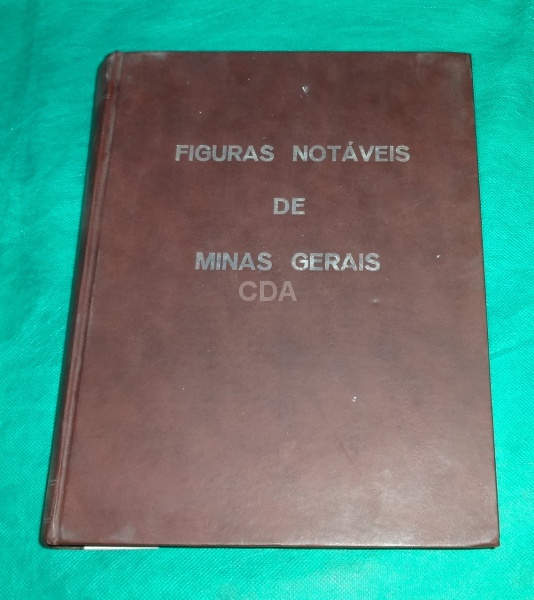 FIGURAS NOTÁVEIS
DE
MINAS GERAIS
CDA